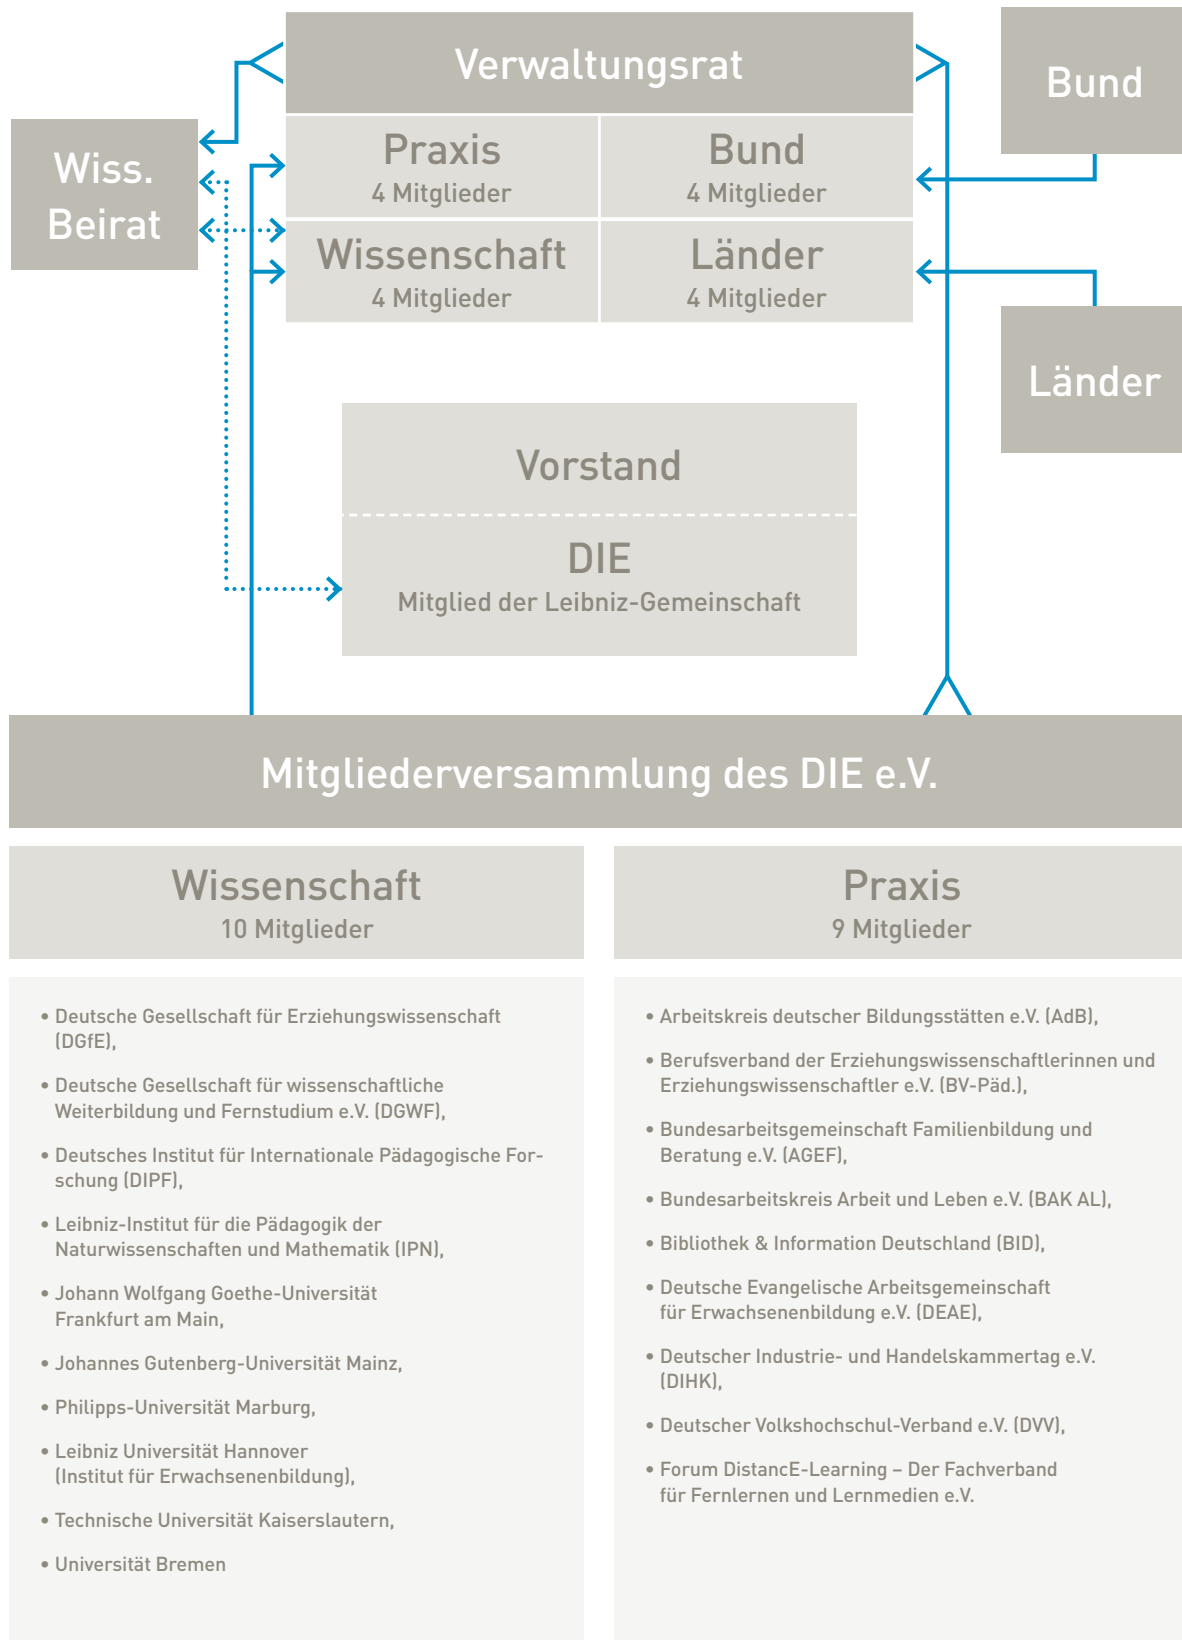 Verwaltungsrat
Bund
Wiss.
Beirat
Praxis
4 Mitglieder
Bund
4 Mitglieder
Wissenschaft
4 Mitglieder
Länder
4 Mitglieder
Länder
Vorstand
DIE
Mitglied der Leibniz-Gemeinschaft
Mitgliederversammlung des DIE e.V.
Wissenschaft
10 Mitglieder
• Deutsche Gesellschaft für Erziehungswissenschaft
(DGfE),
• Deutsche Gesellschaft für wissenschaftliche
Weiterbildung und Fernstudium e.V. (DGWF),
• Deutsches Institut für Internationale Pädagogische For-
schung (DIPF),
• Leibniz-Institut für die Pädagogik der
Naturwissenschaften und Mathematik (IPN),
• Johann Wolfgang Goethe-Universität
Frankfurt am Main,
• Johannes Gutenberg-Universität Mainz,
• Philipps-Universität Marburg,
• Leibniz Universität Hannover
(Institut für Erwachsenenbildung),
• Technische Universität Kaiserslautern,
• Universität Bremen
Praxis
9 Mitglieder
• Arbeitskreis deutscher Bildungsstätten e.V. (AdB),
• Berufsverband der Erziehungswissenschaftlerinnen und
Erziehungswissenschaftler e.V. (BV-Päd.),
• Bundesarbeitsgemeinschaft Familienbildung und
Beratung e.V. (AGEF),
• Bundesarbeitskreis Arbeit und Leben e.V. (BAK AL),
• Bibliothek & Information Deutschland (BID),
• Deutsche Evangelische Arbeitsgemeinschaft
für Erwachsenenbildung e.V. (DEAE),
• Deutscher Industrie- und Handelskammertag e.V.
(DIHK),
• Deutscher Volkshochschul-Verband e.V. (DVV),
• Forum DistancE-Learning – Der Fachverband
für Fernlernen und Lernmedien e.V.